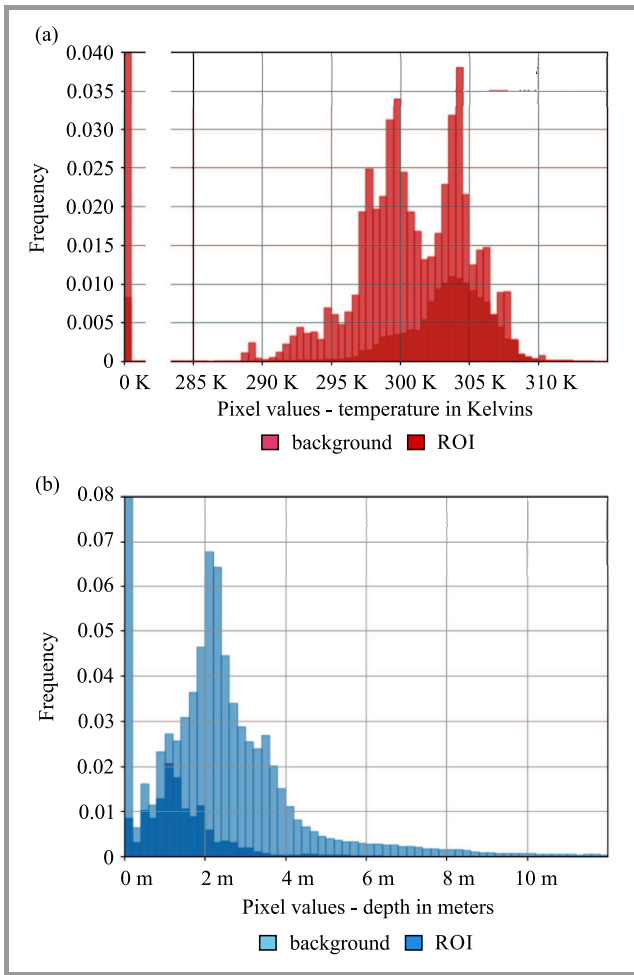 (a)
0.040
0.035
0.030
0.025
0.020
0.015
0.010
0.005
0
Frequency
0 K 285 K 290 K 295 K 300 K 305 K 310 K
Pixel values - temperature in Kelvins
background ROI
(b)
0.08
0.07
0.06
0.05
0.04
0.03
0.02
0.01
0
Frequency
0 m 2 m 4 m 6 m 8 m 10 m
Pixel values - depth in meters
background ROI